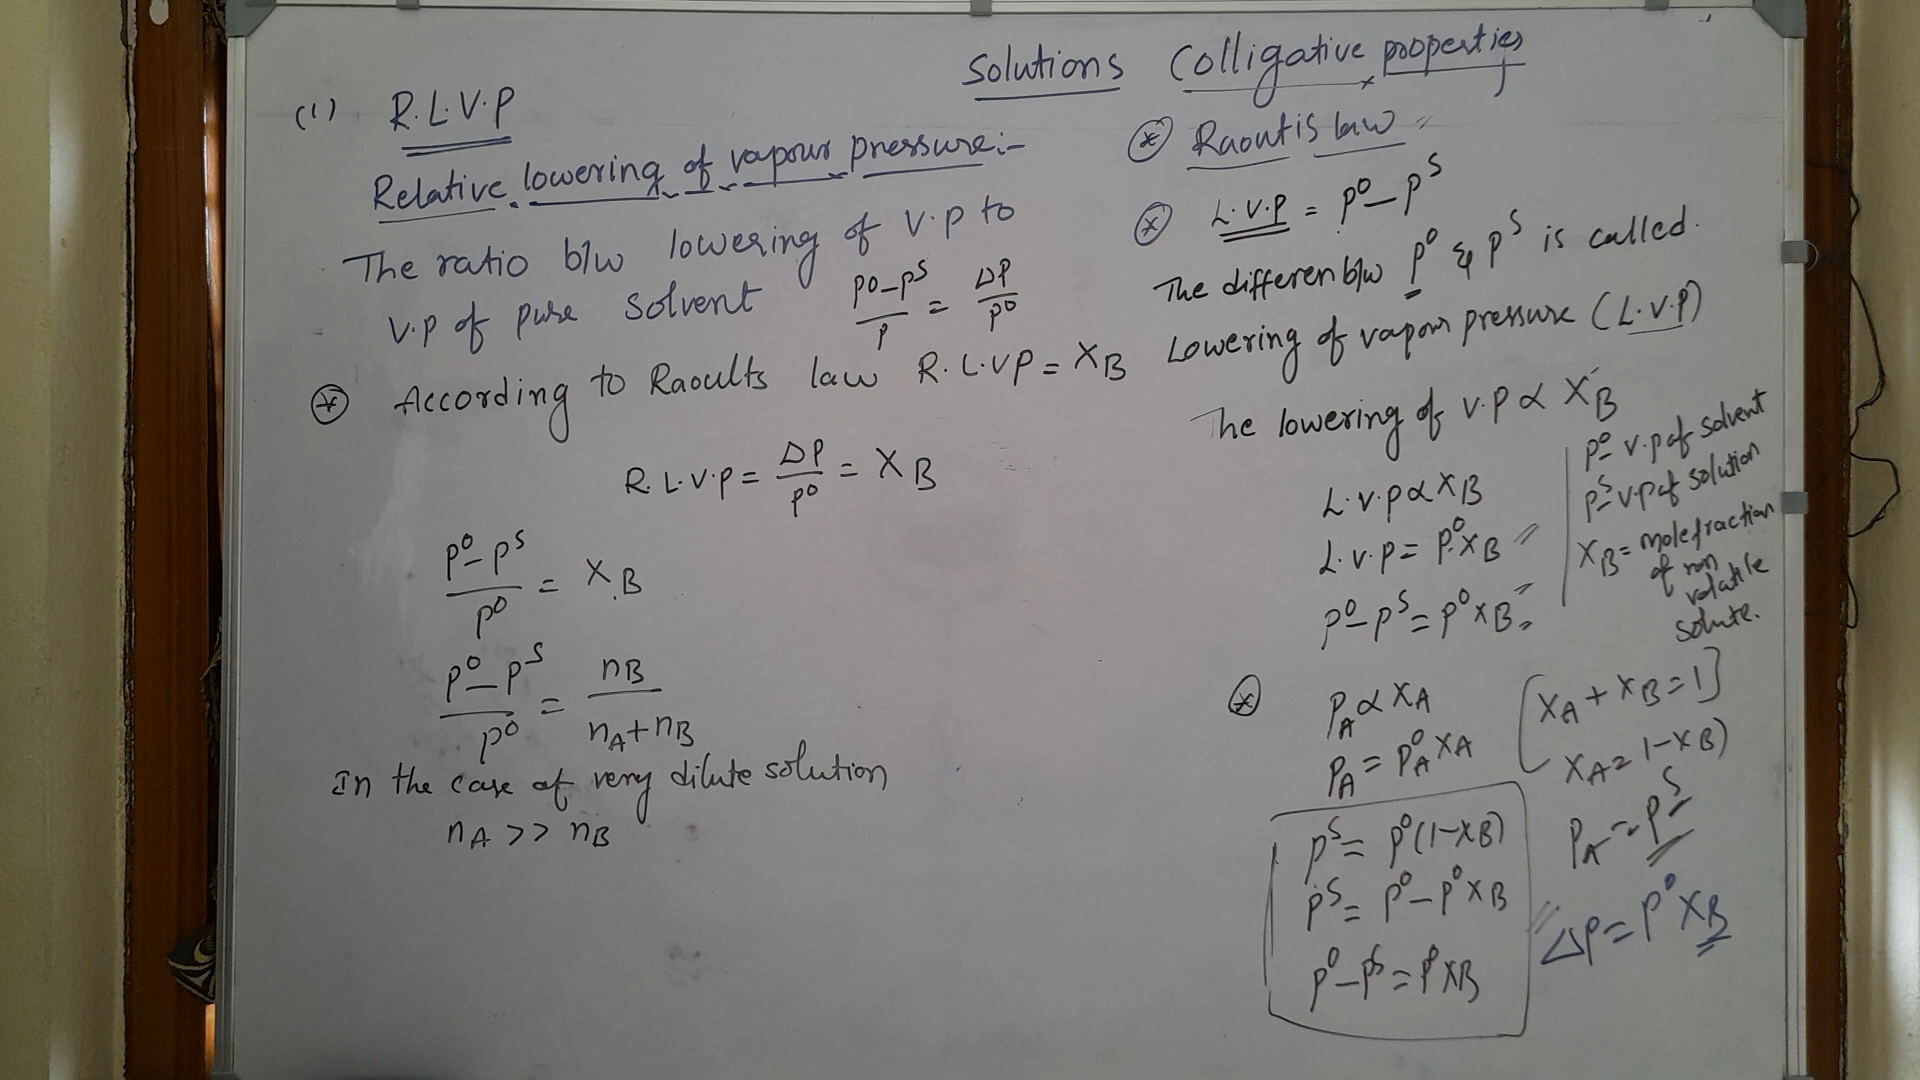 Solutions Colligative properties
(1) R.L.V.P
Relative lowering of vapour pressure:-
The ratio b/w lowering of V.P to
V.P of pure solvent P⁰-Pˢ/P = ΔP/P⁰
* According to Raoults law R.L.VP = XB
R.L.V.P = ΔP/P⁰ = XB
P⁰-Pˢ/P⁰ = XB
P⁰-Pˢ/P⁰ = nB/nA+nB
In the case of very dilute solution
nA >> nB
* Raoutis law
* L.V.P = P⁰-Pˢ
The differen b/w P⁰ & Pˢ is called.
Lowering of vapour pressure (L.V.P)
The lowering of V.P ∝ XB
L.V.P ∝ XB
L.V.P = P⁰XB
P⁰-Pˢ = P⁰XB
P⁰= V.P of solvent
Pˢ= V.P of solution
XB = molefraction
of non
volatile
solute.
* PA ∝ XA
PA = P⁰A XA
[XA + XB = 1]
XA = 1-XB)
PA = Pˢ
Pˢ = P⁰(1-XB)
Pˢ = P⁰-P⁰XB
P⁰-Pˢ = P⁰XB
ΔP = P⁰XB